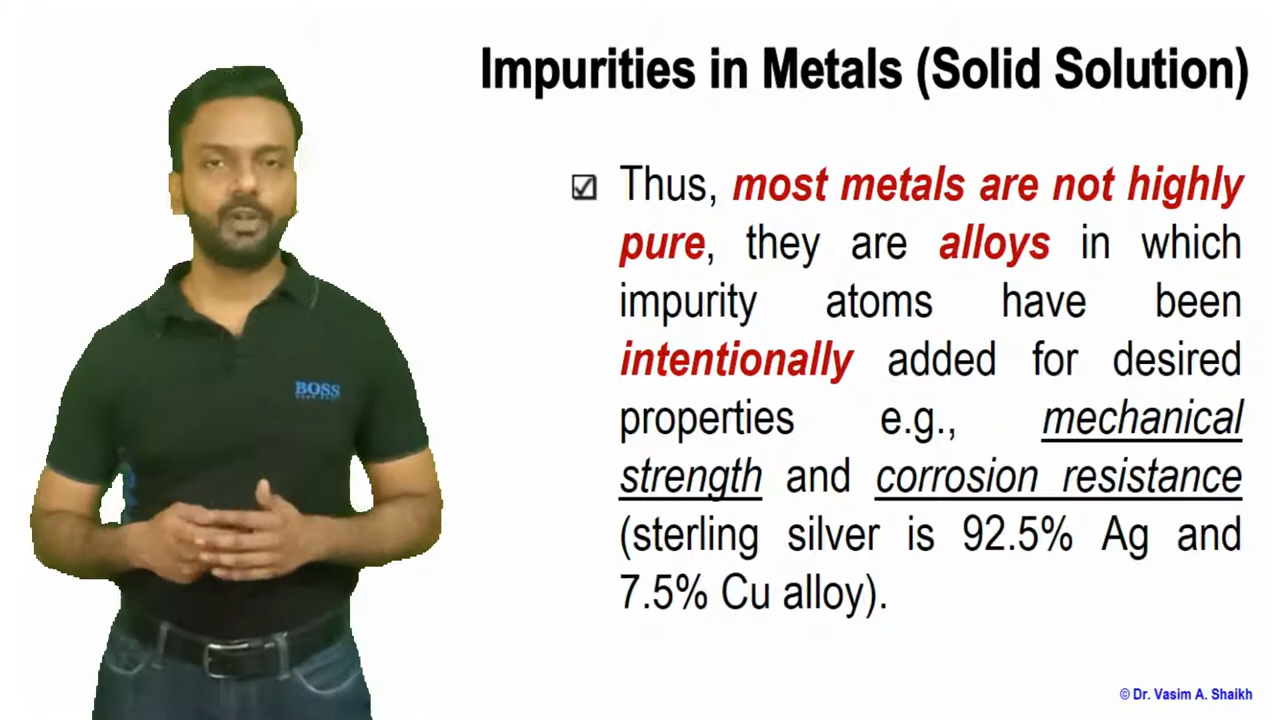 Impurities in Metals (Solid Solution)
Thus, most metals are not highly
pure, they are alloys in which
impurity atoms have been
intentionally added for desired
properties e.g., mechanical
strength and corrosion resistance
(sterling silver is 92.5% Ag and
7.5% Cu alloy).
BOSS
© Dr. Vasim A. Shaikh